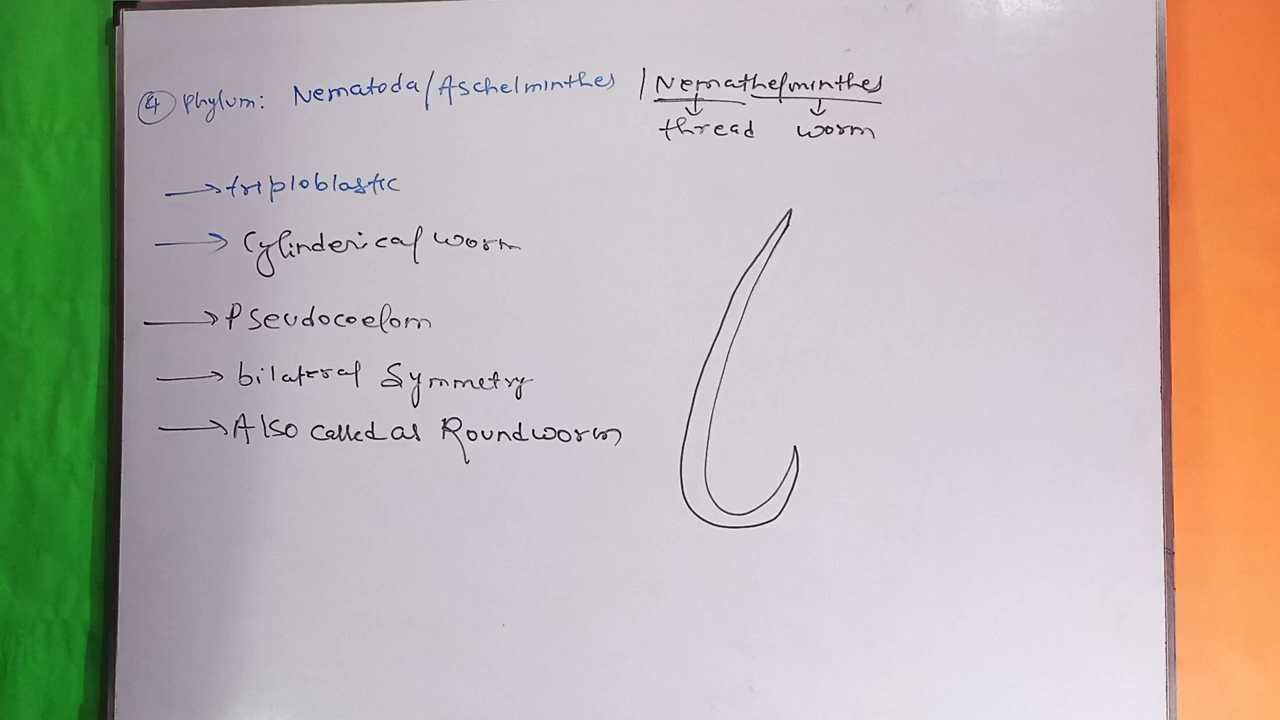 ④ Phylum: Nematoda/Aschelminthes /Nemathelminthes
thread worm
→ triploblastic
→ Cylinderical worm
→ Pseudocoelom
→ bilateral Symmetry
→ Also called as Roundworm